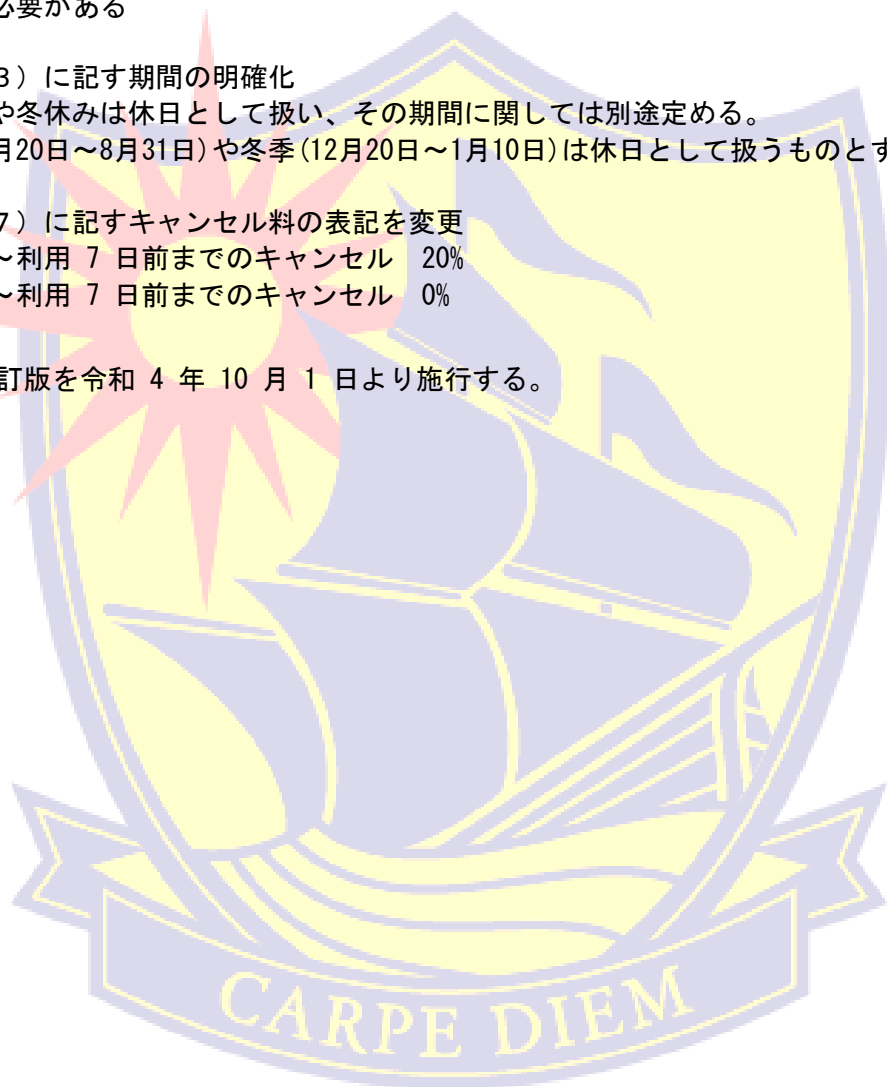 必要がある
３）に記す期間の明確化
や冬休みは休日として扱い、その期間に関しては別途定める。
月20日～8月31日)や冬季(12月20日～1月10日)は休日として扱うものとす
７）に記すキャンセル料の表記を変更
～利用 7 日前までのキャンセル　20%
～利用 7 日前までのキャンセル　0%
訂版を令和 4 年 10 月 1 日より施行する。
CARPE DIEM